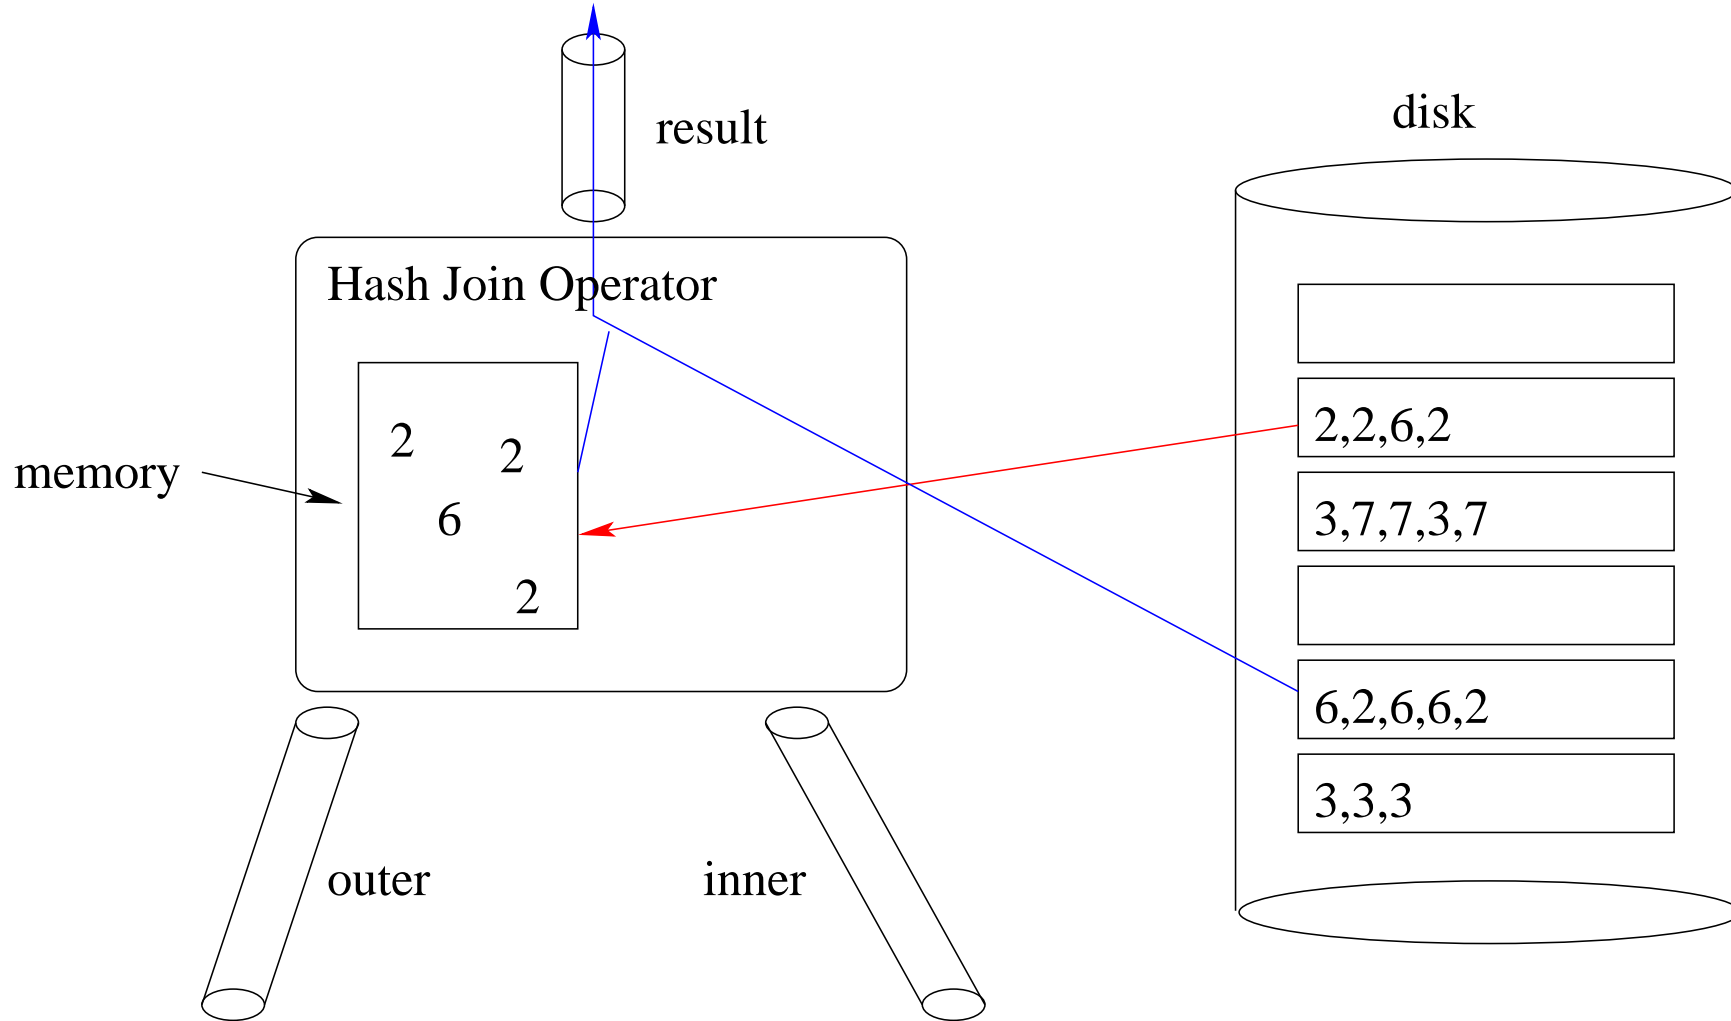 result
disk
Hash Join Operator
2
2
6
2
memory
2,2,6,2
3,7,7,3,7
6,2,6,6,2
3,3,3
outer
inner